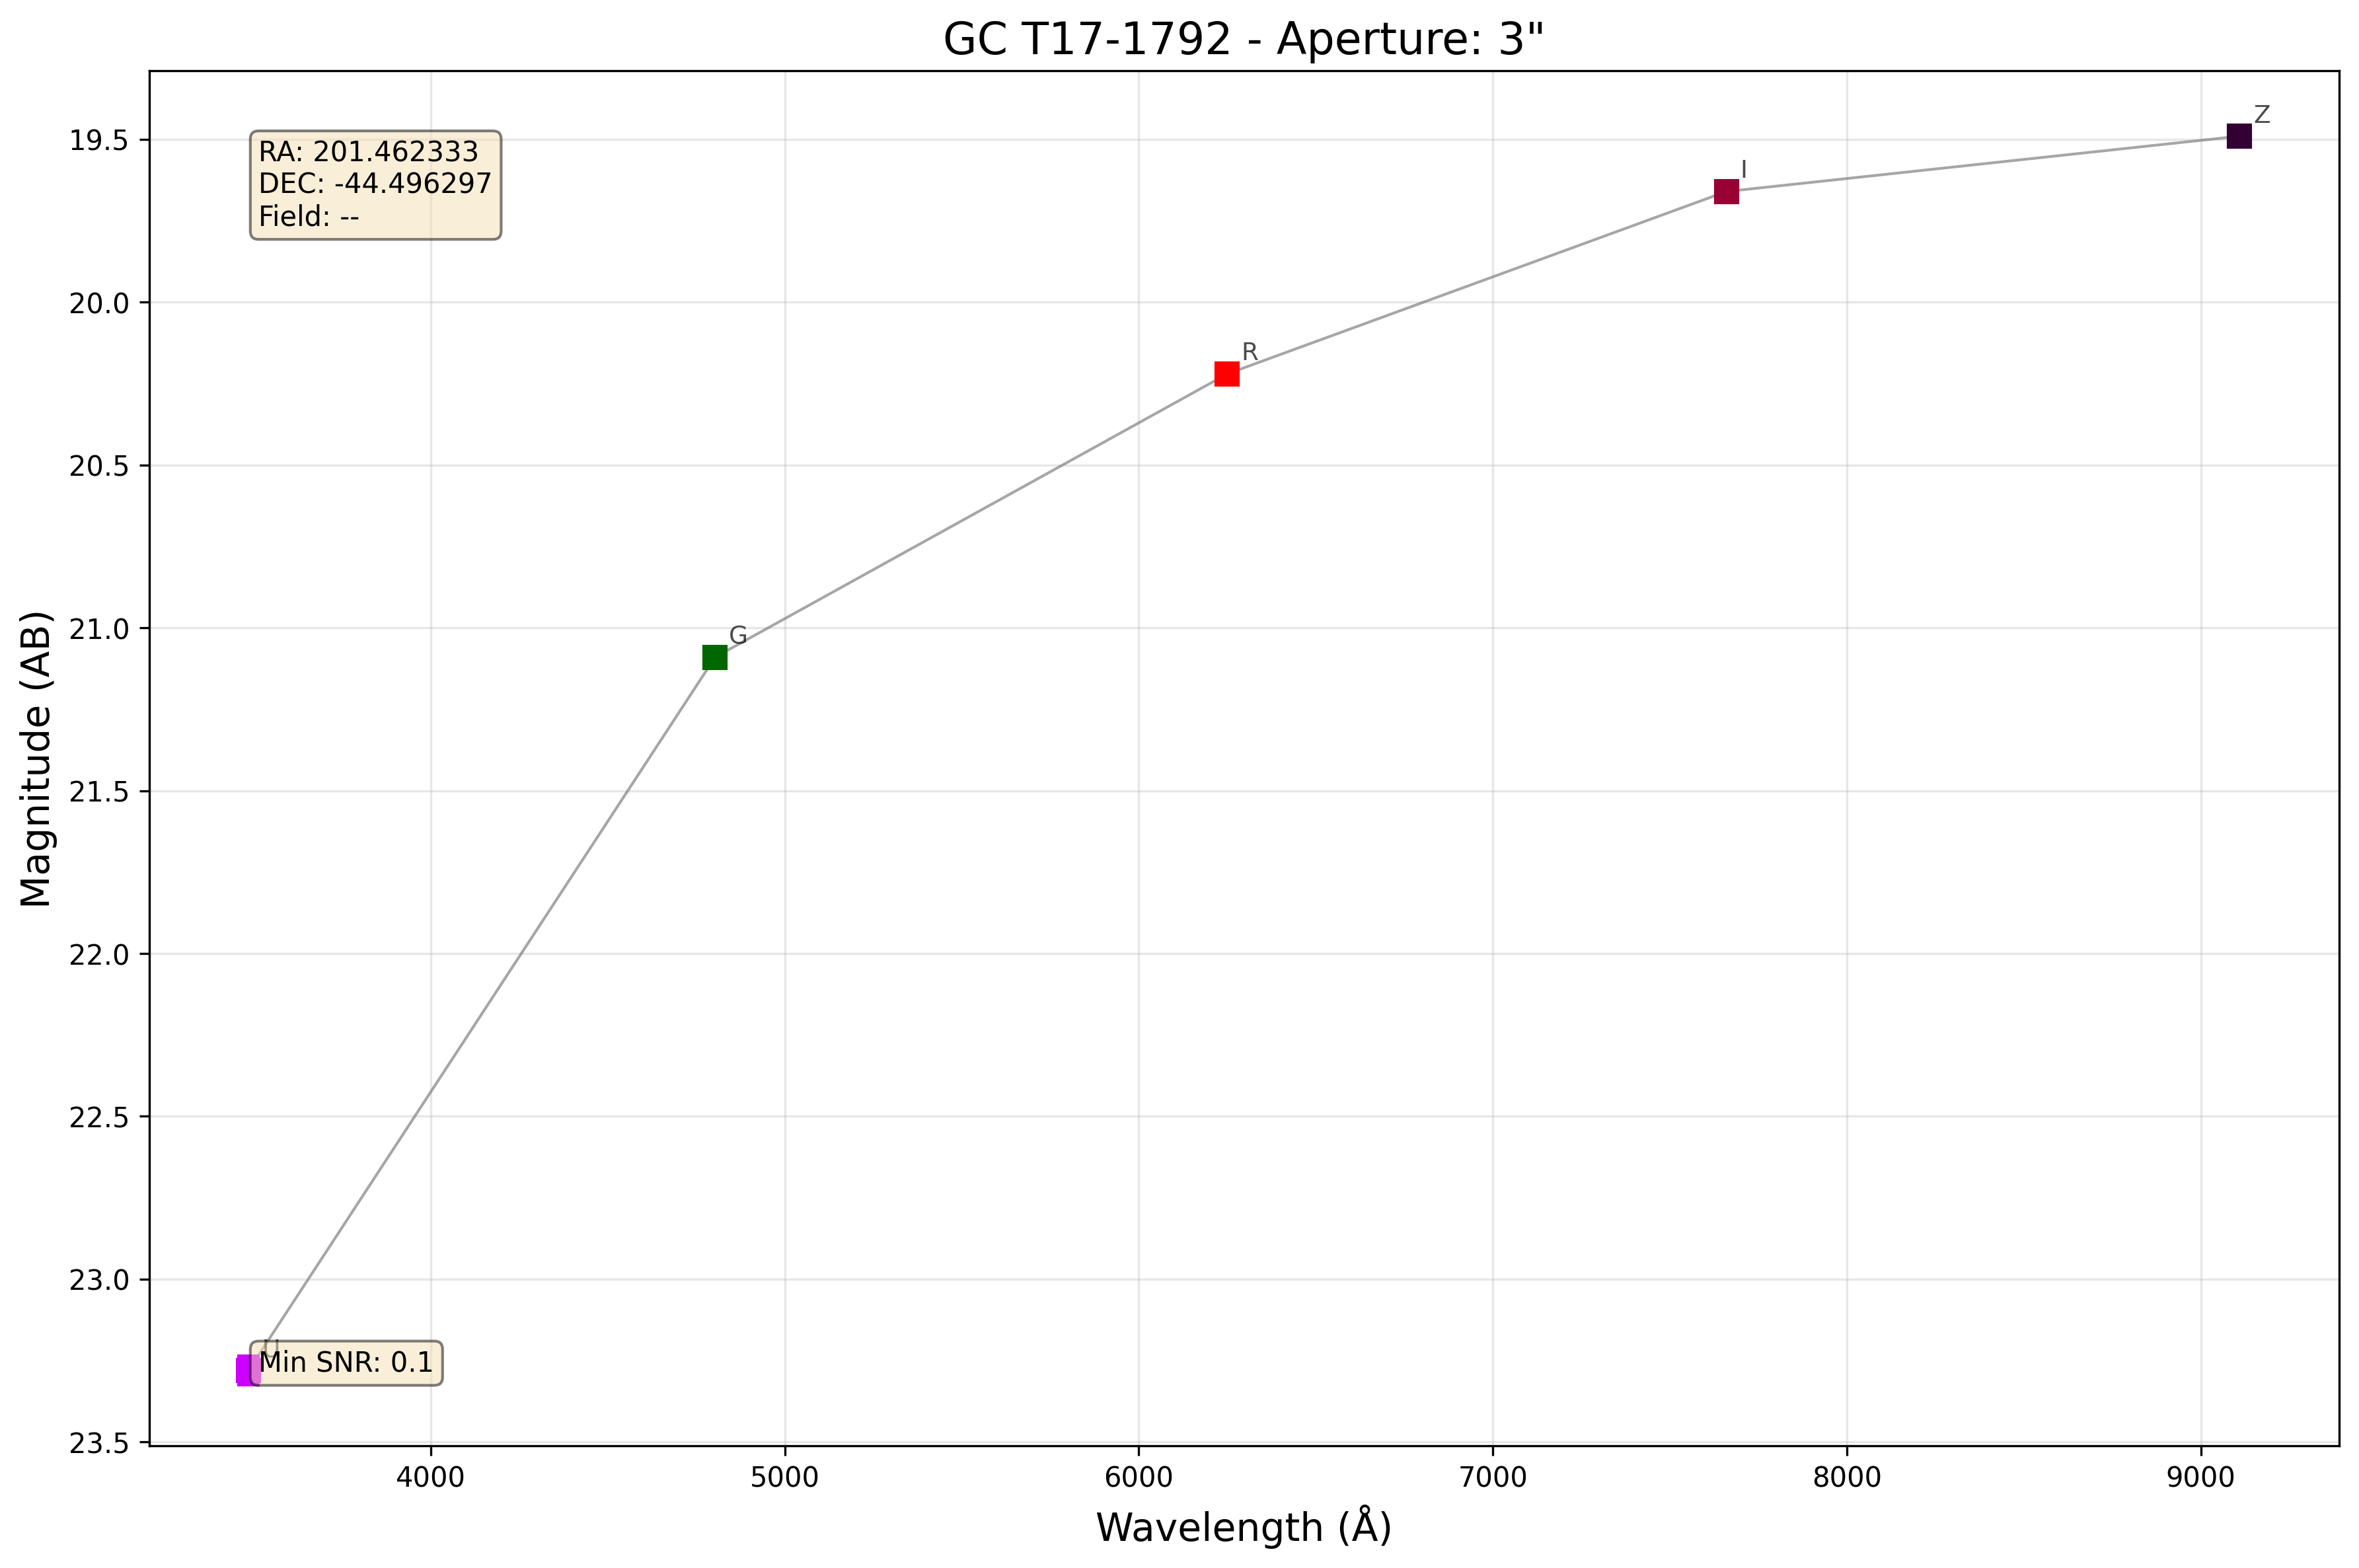 GC T17-1792 - Aperture: 3"
RA: 201.462333
DEC: -44.496297
Field: --
Z
I
R
G
U
Min SNR: 0.1
Magnitude (AB)
19.5
20.0
20.5
21.0
21.5
22.0
22.5
23.0
23.5
4000
5000
6000
7000
8000
9000
Wavelength (Å)